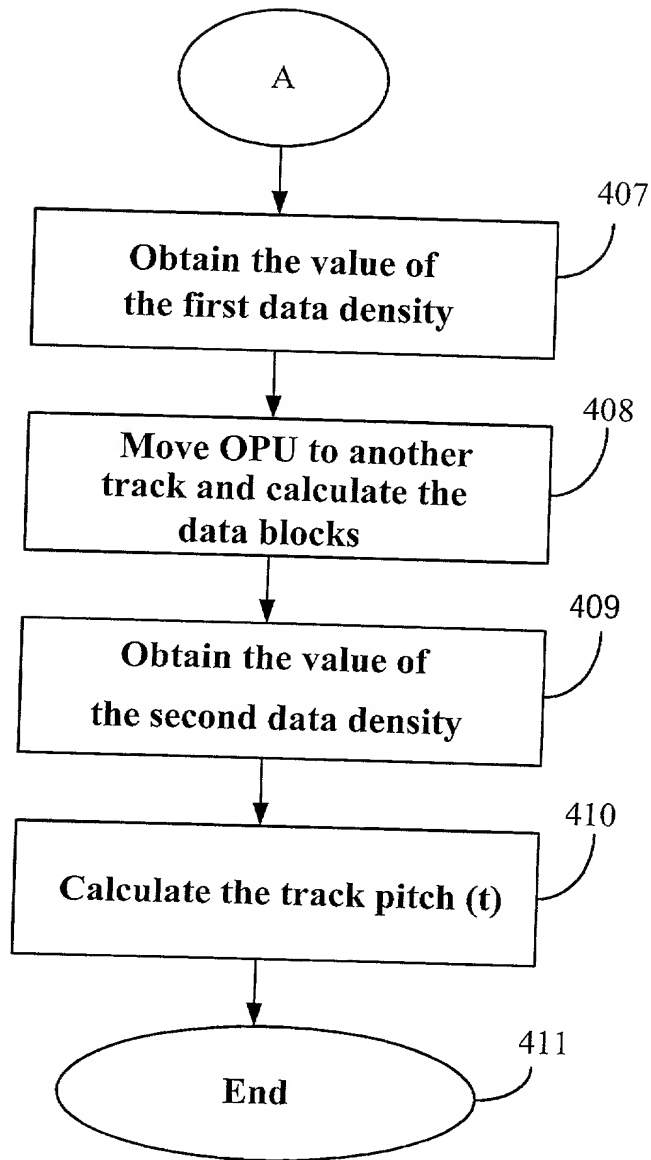 A
407
Obtain the value of
the first data density
408
Move OPU to another
track and calculate the
data blocks
409
Obtain the value of
the second data density
410
Calculate the track pitch (t)
411
End